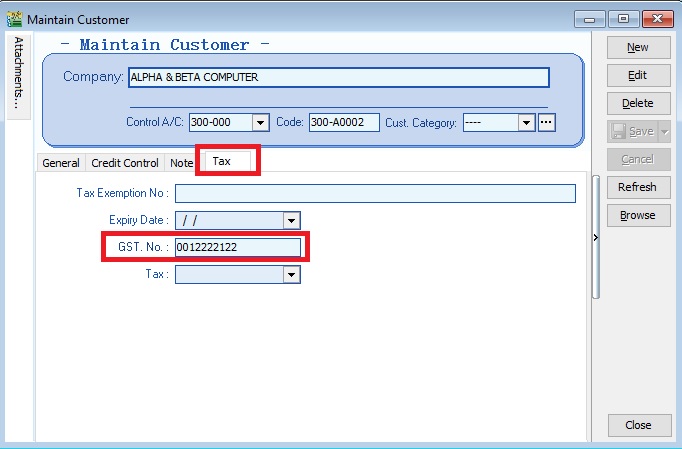 Maintain Customer
Attachments...
- Maintain Customer -
Company: ALPHA & BETA COMPUTER
Control A/C: 300-000 Code: 300-A0002 Cust. Category: ---- ...
General Credit Control Note Tax
Tax Exemption No :
Expiry Date : / /
GST. No. : 0012222122
Tax :
New
Edit
Delete
Save
Cancel
Refresh
Browse
Close